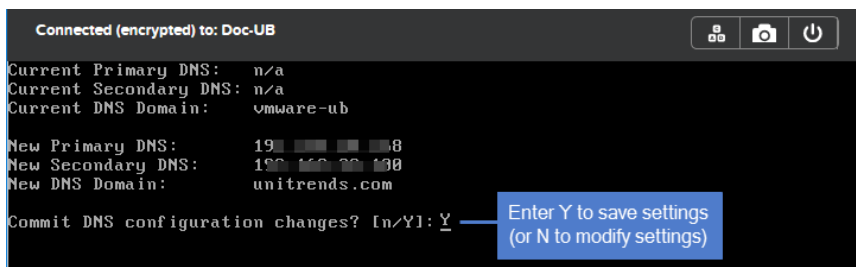 Connected (encrypted) to: Doc-UB
Current Primary DNS: n/a
Current Secondary DNS: n/a
Current DNS Domain: vmware-ub
New Primary DNS:
New Secondary DNS:
New DNS Domain: unitrends.com
Commit DNS configuration changes? [n/Y]: Y
Enter Y to save settings
(or N to modify settings)